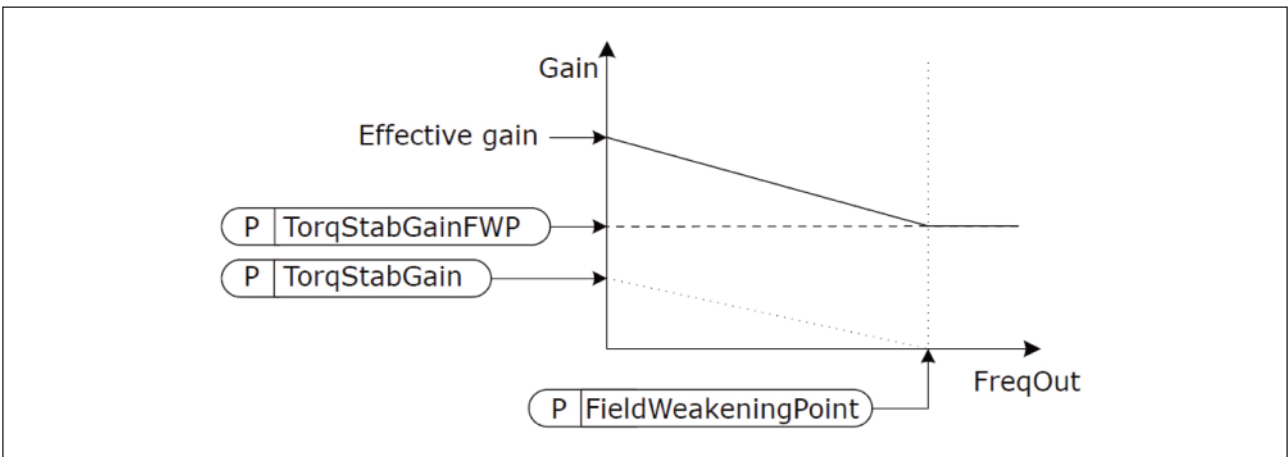 Gain
Effective gain
P TorqStabGainFWP
P TorqStabGain
FreqOut
P FieldWeakeningPoint